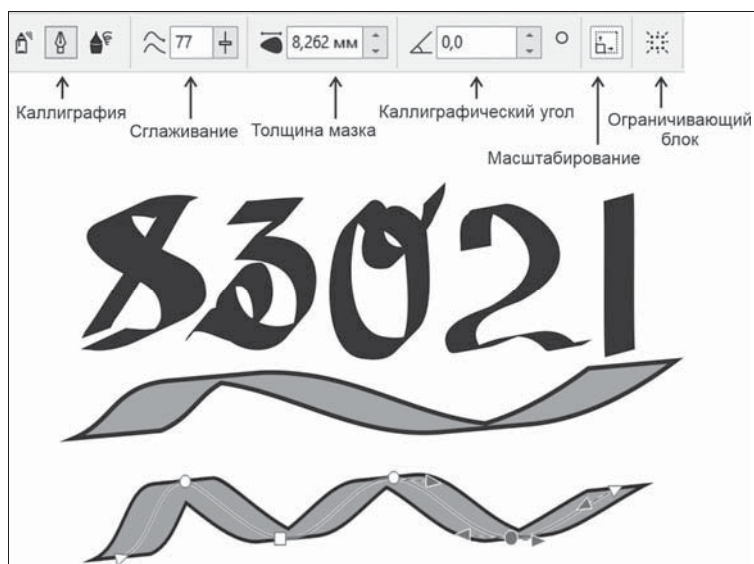 77
8,262 мм
0,0
Каллиграфия
Сглаживание
Толщина мазка
Каллиграфический угол
Масштабирование
Ограничивающий
блок
83021